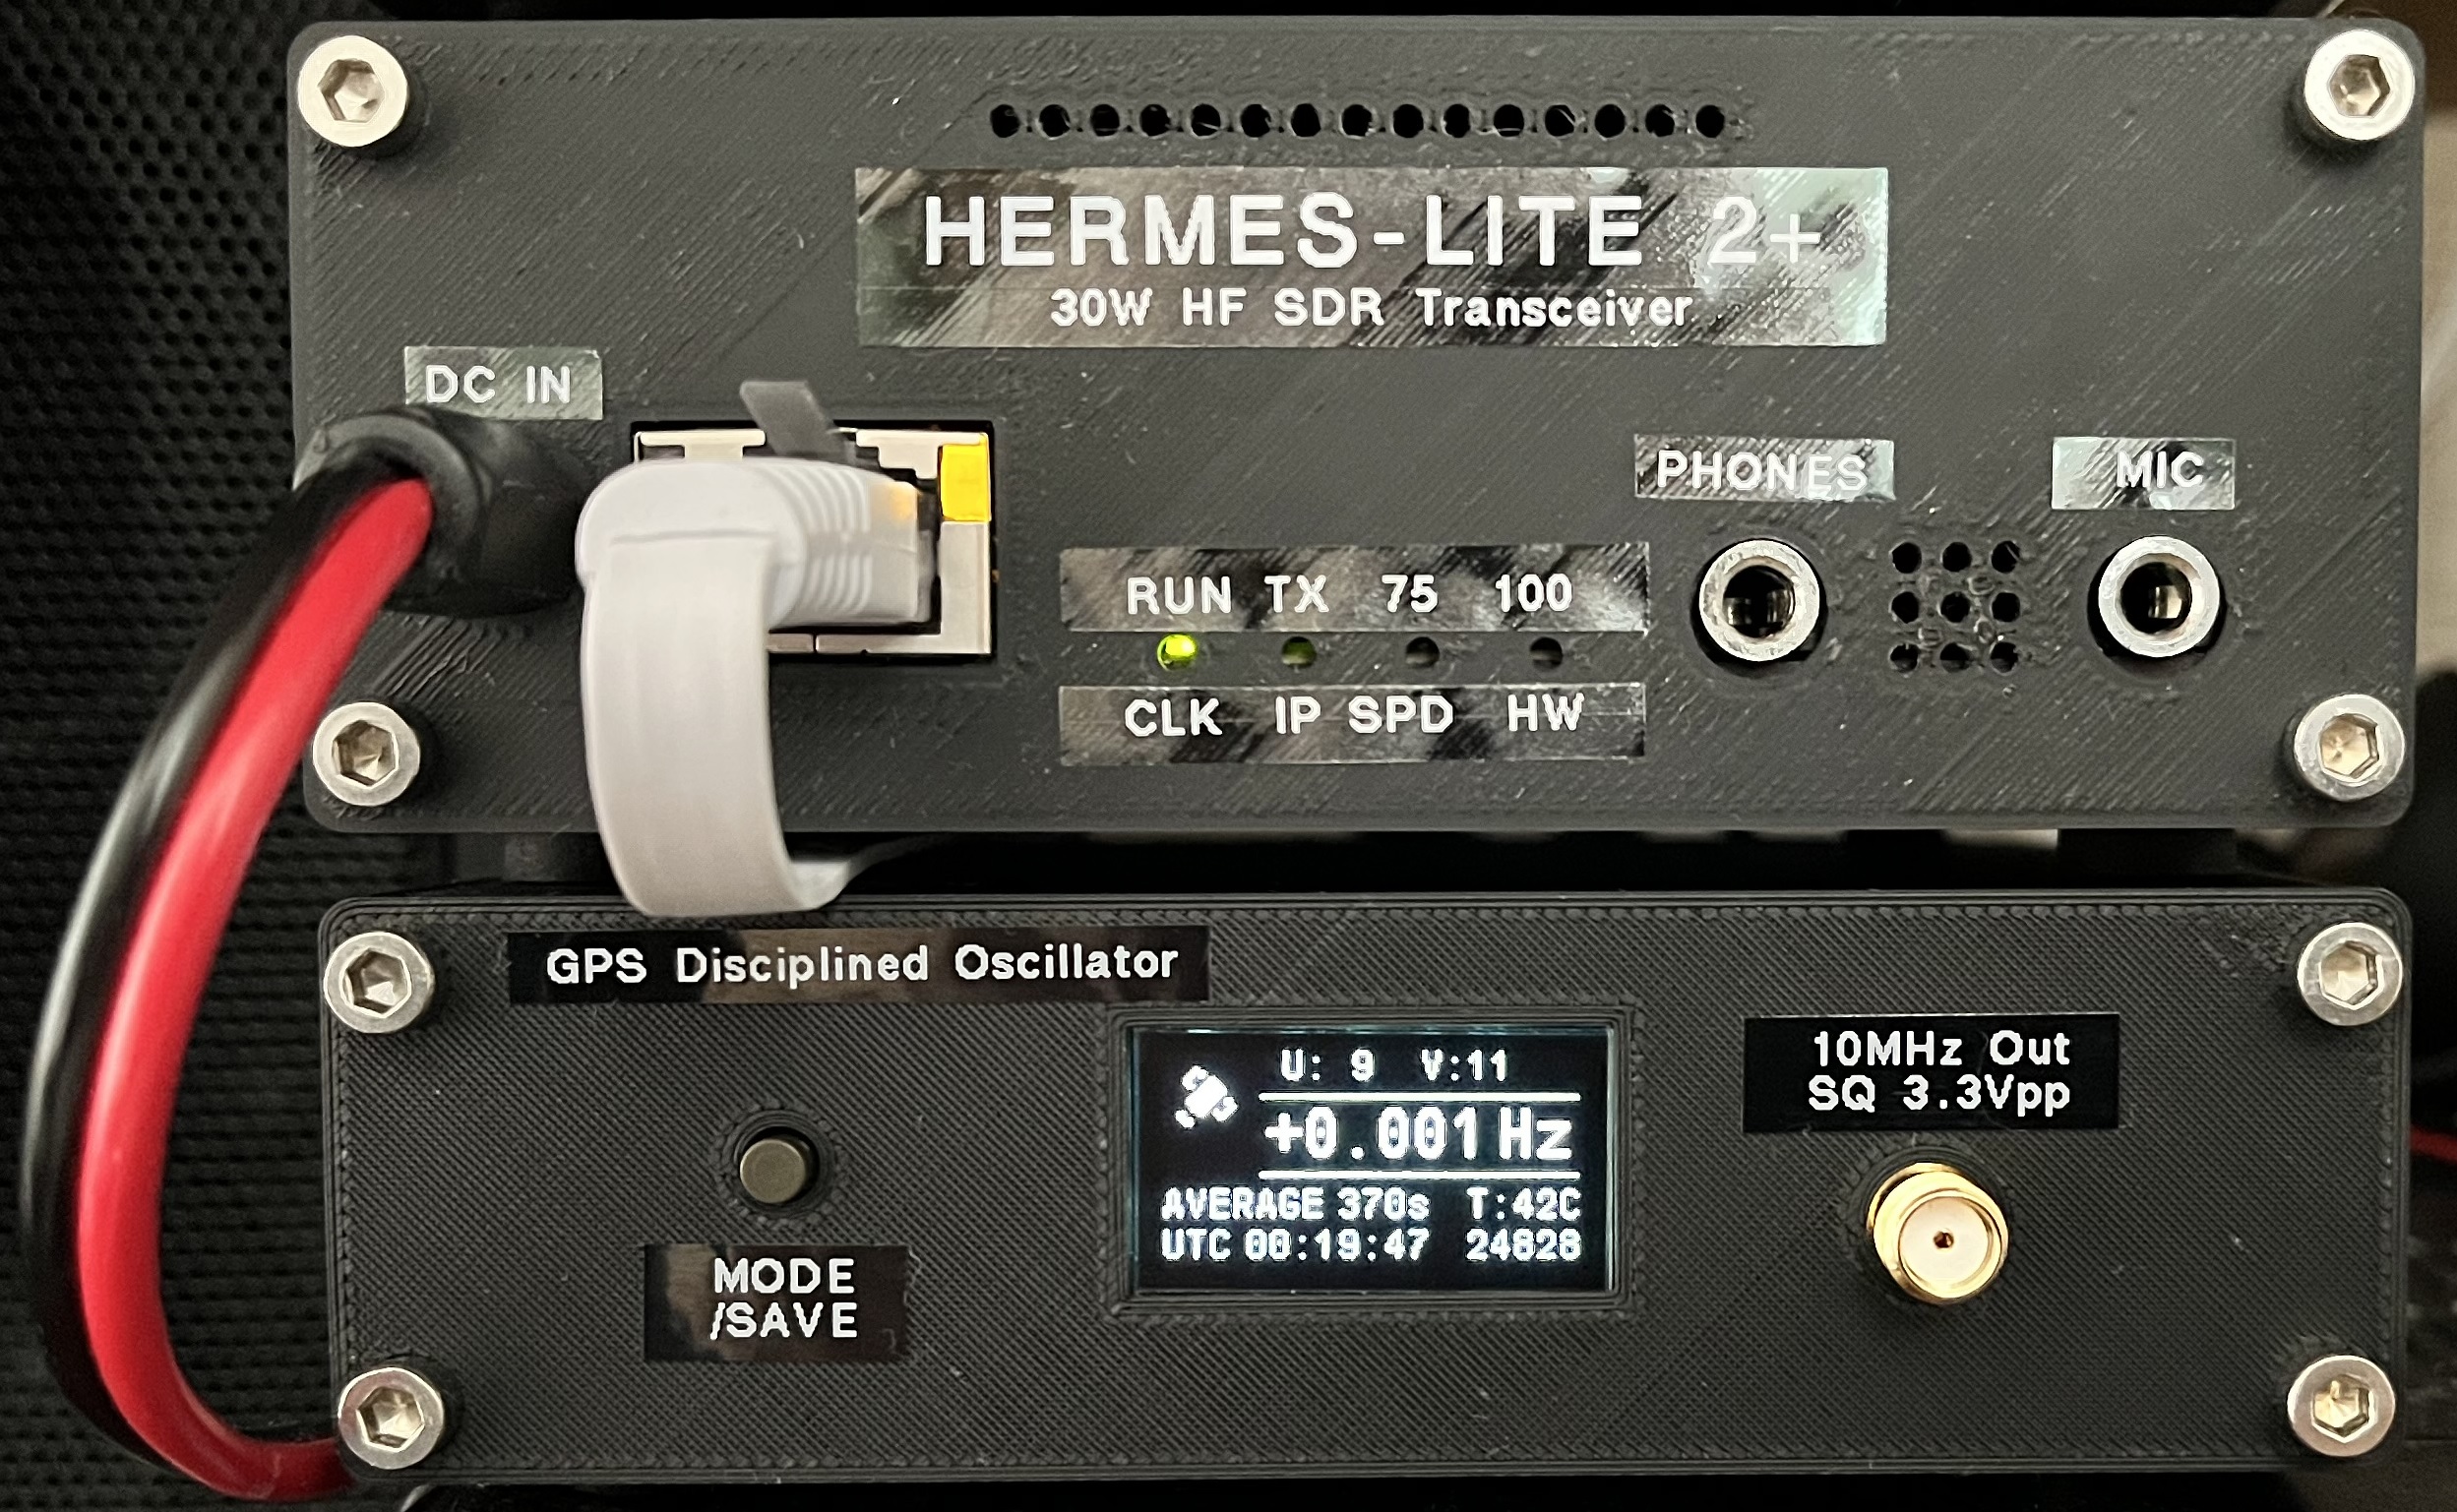 HERMES-LITE 2+
30W HF SDR Transceiver
DC IN
PHONES
MIC
RUN TX 75 100
CLK IP SPD HW
GPS Disciplined Oscillator
U: 9 V:11
+0.001 Hz
AVERAGE 370s T:42C
UTC 00:19:47 24828
10MHz Out
SQ 3.3Vpp
MODE
/SAVE